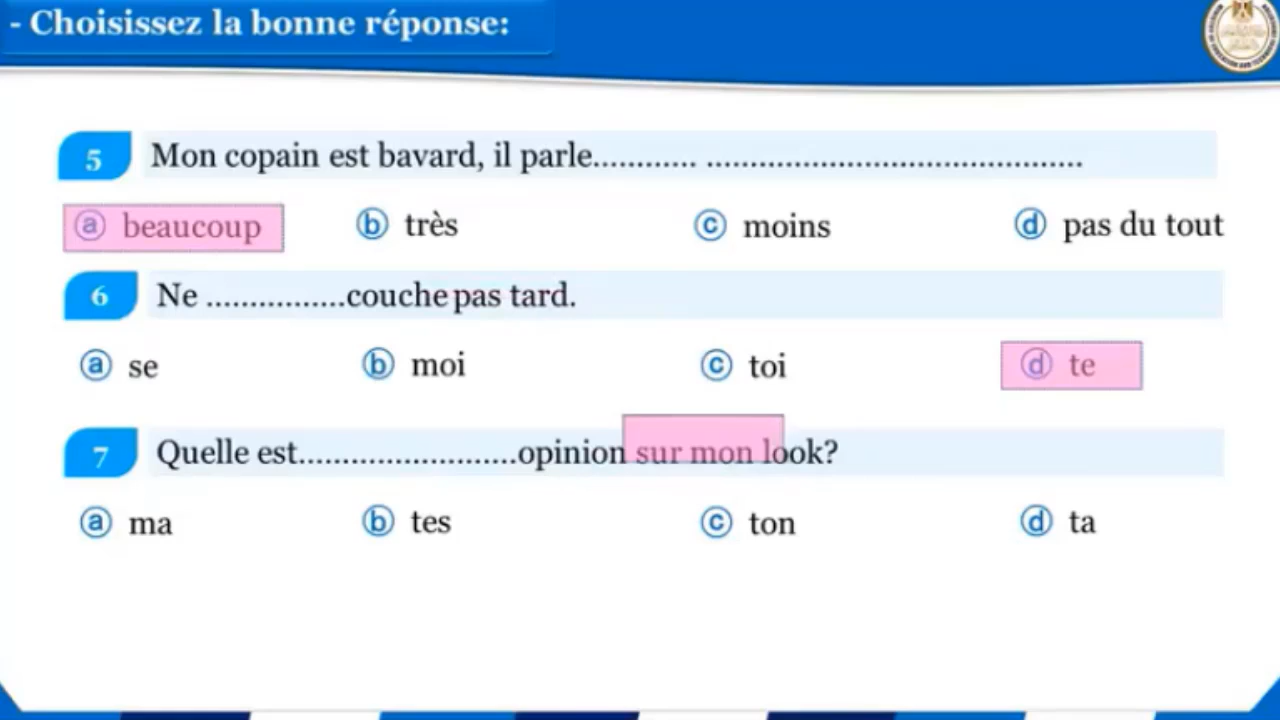 - Choisissez la bonne réponse:
5 Mon copain est bavard, il parle............ ...........................................
ⓐ beaucoup ⓑ très ⓒ moins ⓓ pas du tout
6 Ne ................couche pas tard.
ⓐ se ⓑ moi ⓒ toi ⓓ te
7 Quelle est.........................opinion sur mon look?
ⓐ ma ⓑ tes ⓒ ton ⓓ ta